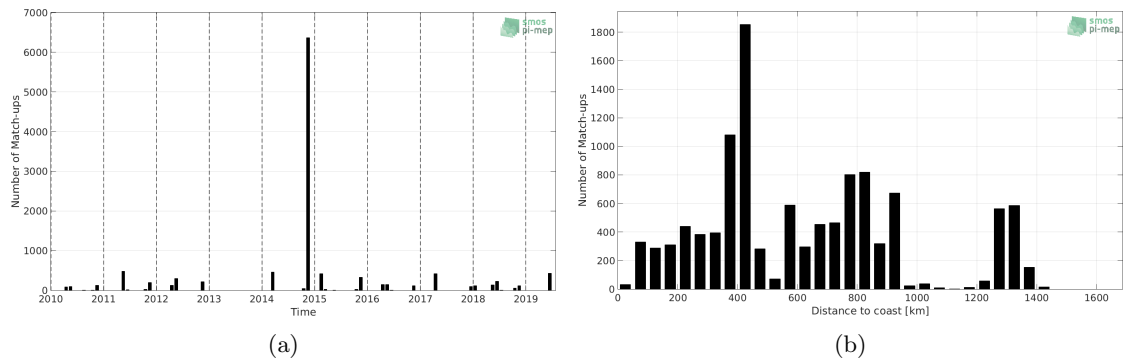 7000
6000
5000
4000
3000
2000
1000
0
Number of Match-ups
2010 2011 2012 2013 2014 2015 2016 2017 2018 2019
Time
smos
pi-mep
(a)
1800
1600
1400
1200
1000
800
600
400
200
0
Number of Match-ups
0 200 400 600 800 1000 1200 1400 1600
Distance to coast [km]
smos
pi-mep
(b)